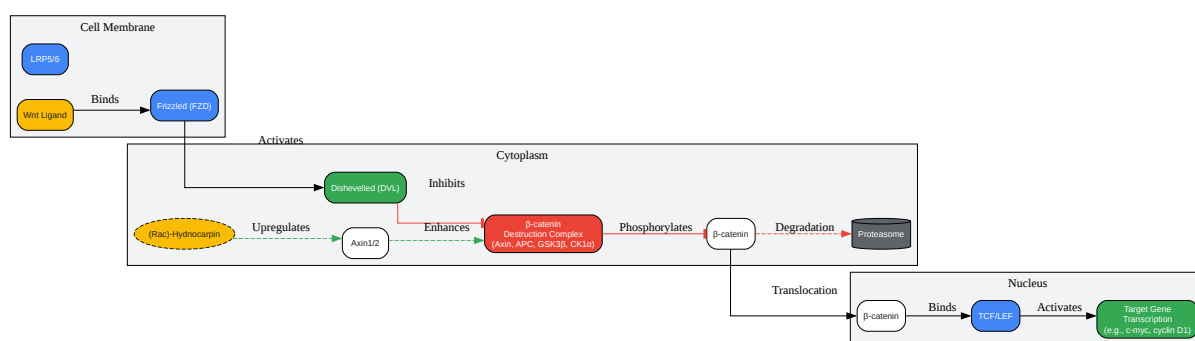 Cell Membrane
LRP5/6
Binds
Wnt Ligand
Frizzled (FZD)
Activates
Cytoplasm
Dishevelled (DVL)
Inhibits
(Rac)-Hydnocarpin
Upregulates
Axin1/2
Enhances
β-catenin
Destruction Complex
(Axin, APC, GSK3β, CK1α)
Phosphorylates
β-catenin
Degradation
Proteasome
Translocation
Nucleus
β-catenin
Binds
TCF/LEF
Activates
Target Gene
Transcription
(e.g., c-myc, cyclin D1)